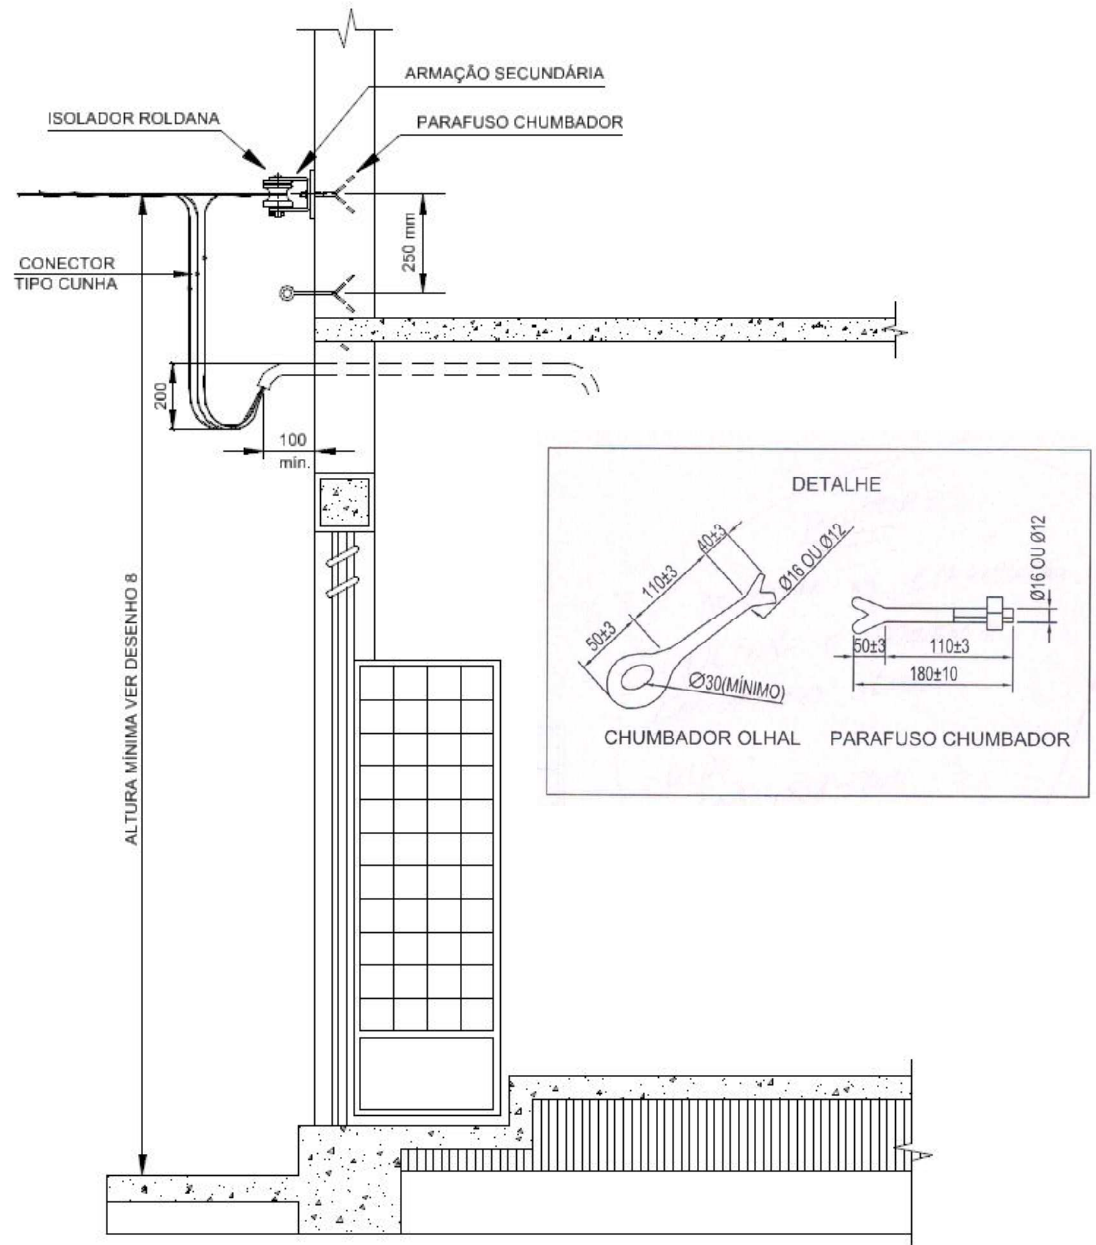 ARMAÇÃO SECUNDÁRIA
ISOLADOR ROLDANA
PARAFUSO CHUMBADOR
250 mm
CONECTOR
TIPO CUNHA
200
100
mín.
ALTURA MÍNIMA VER DESENHO 8
DETALHE
40±3
110±3
50±3
Ø16 OU Ø12
Ø30(MÍNIMO)
Ø16 OU Ø12
50±3
110±3
180±10
CHUMBADOR OLHAL
PARAFUSO CHUMBADOR